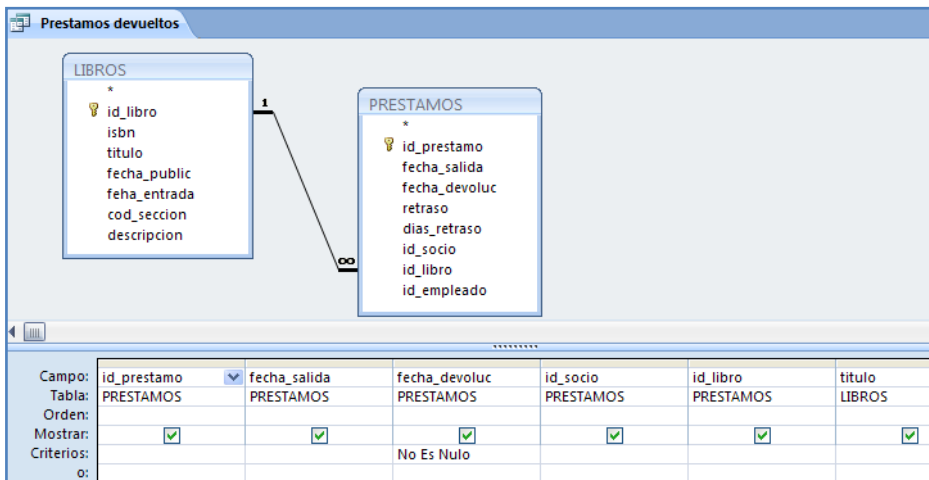 Prestamos devueltos
LIBROS
*
id_libro
isbn
titulo
fecha_public
feha_entrada
cod_seccion
descripcion
1
∞
PRESTAMOS
*
id_prestamo
fecha_salida
fecha_devoluc
retraso
dias_retraso
id_socio
id_libro
id_empleado
Campo: id_prestamo fecha_salida fecha_devoluc id_socio id_libro titulo
Tabla: PRESTAMOS PRESTAMOS PRESTAMOS PRESTAMOS PRESTAMOS LIBROS
Orden:
Mostrar:
Criterios: No Es Nulo
o: